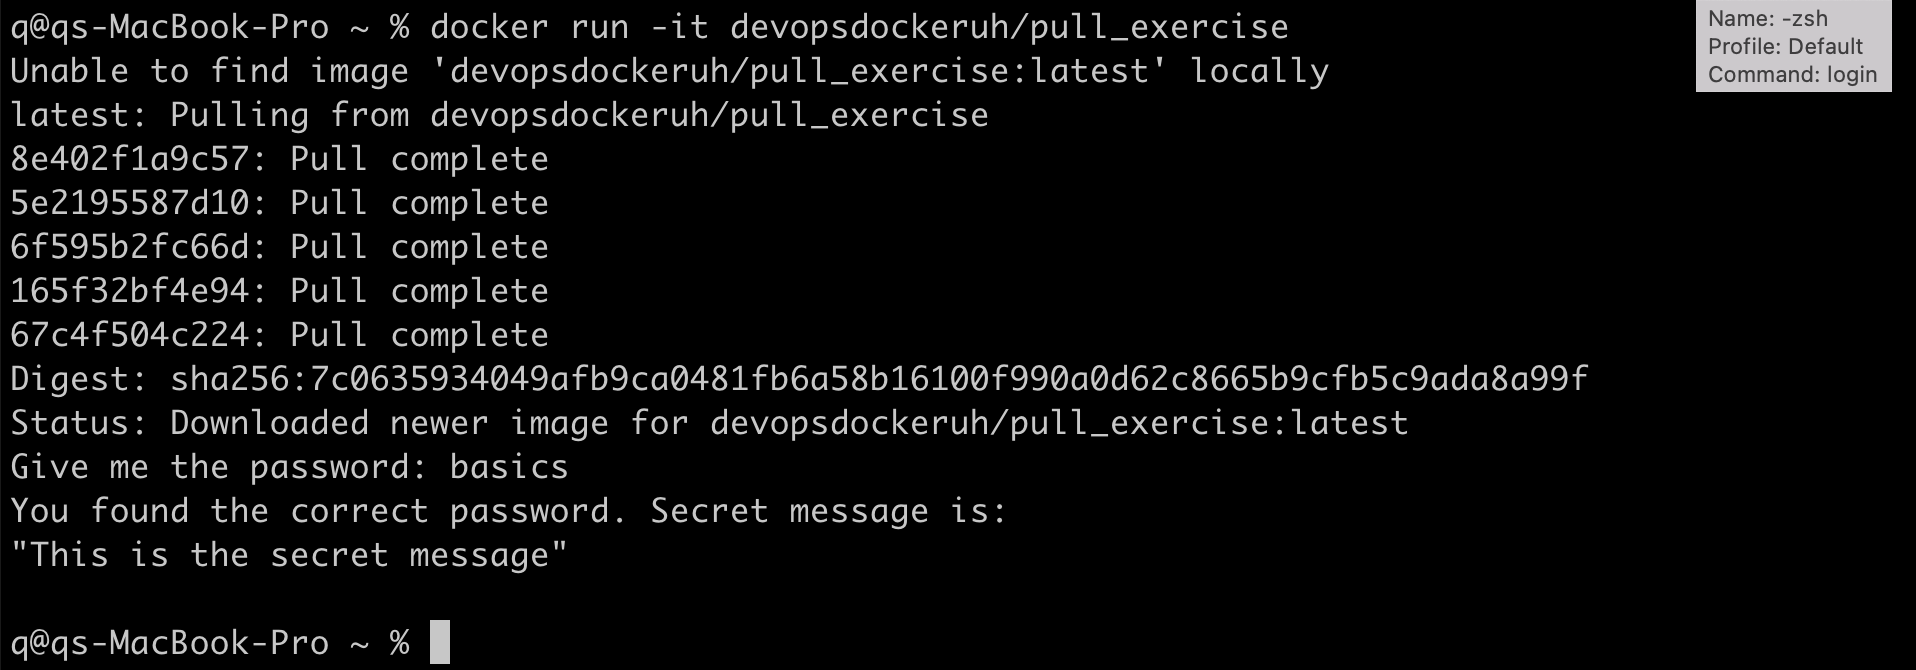 q@qs-MacBook-Pro ~ % docker run -it devopsdockeruh/pull_exercise
Unable to find image 'devopsdockeruh/pull_exercise:latest' locally
latest: Pulling from devopsdockeruh/pull_exercise
8e402f1a9c57: Pull complete
5e2195587d10: Pull complete
6f595b2fc66d: Pull complete
165f32bf4e94: Pull complete
67c4f504c224: Pull complete
Digest: sha256:7c0635934049afb9ca0481fb6a58b16100f990a0d62c8665b9cfb5c9ada8a99f
Status: Downloaded newer image for devopsdockeruh/pull_exercise:latest
Give me the password: basics
You found the correct password. Secret message is:
"This is the secret message"
q@qs-MacBook-Pro ~ %
Name: -zsh
Profile: Default
Command: login